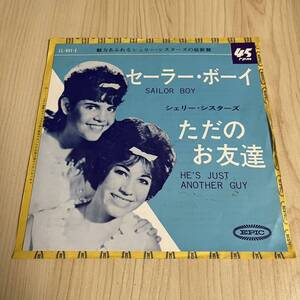 LL-691-E
魅力あふれるシェリー・シスターズの最新盤
45
rpm
セーラー・ボーイ
SAILOR BOY
シェリー・シスターズ
ただの
お友達
HE'S JUST
ANOTHER GUY
EPIC